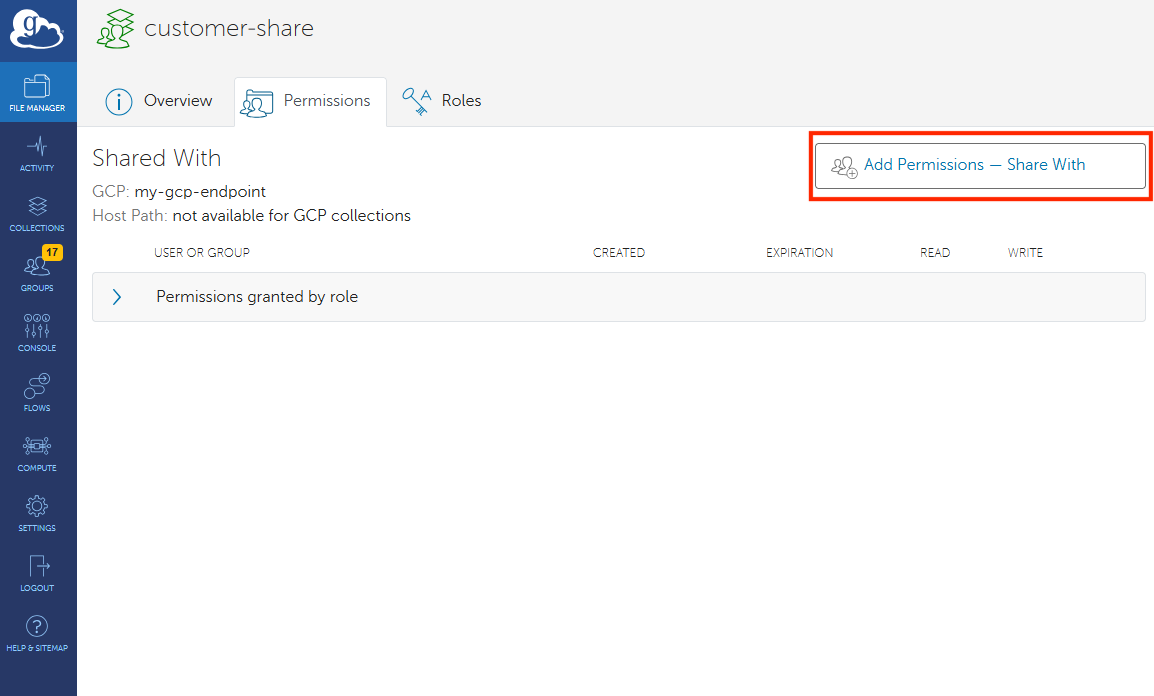 g
customer-share
FILE MANAGER
Overview
Permissions
Roles
ACTIVITY
COLLECTIONS
17
GROUPS
CONSOLE
FLOWS
COMPUTE
SETTINGS
LOGOUT
HELP & SITEMAP
Shared With
Add Permissions — Share With
GCP: my-gcp-endpoint
Host Path: not available for GCP collections
USER OR GROUP CREATED EXPIRATION READ WRITE
Permissions granted by role